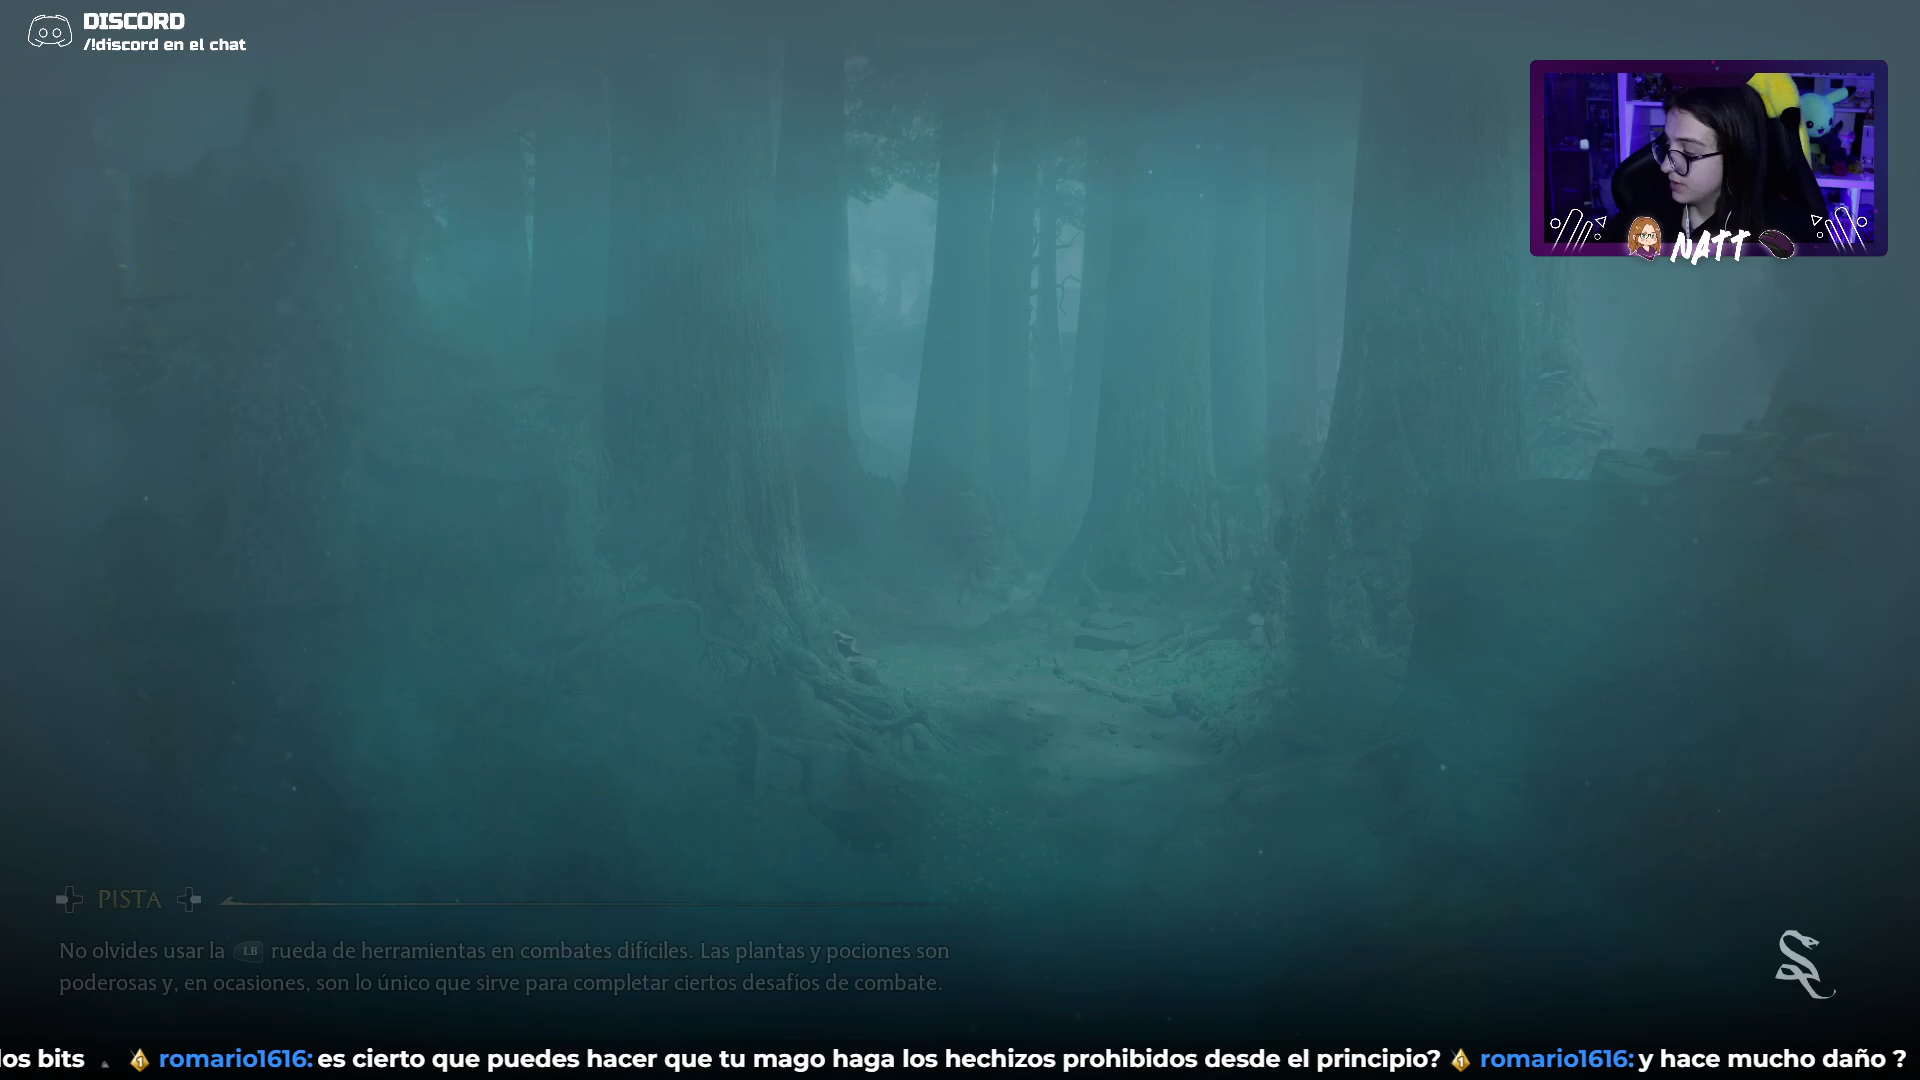 DISCORD
/!discord en el chat
NATT
PISTA
No olvides usar la LB rueda de herramientas en combates difíciles. Las plantas y pociones son
poderosas y, en ocasiones, son lo único que sirve para completar ciertos desafíos de combate.
los bits 1 romario1616: es cierto que puedes hacer que tu mago haga los hechizos prohibidos desde el principio? 1 romario1616: y hace mucho daño ?